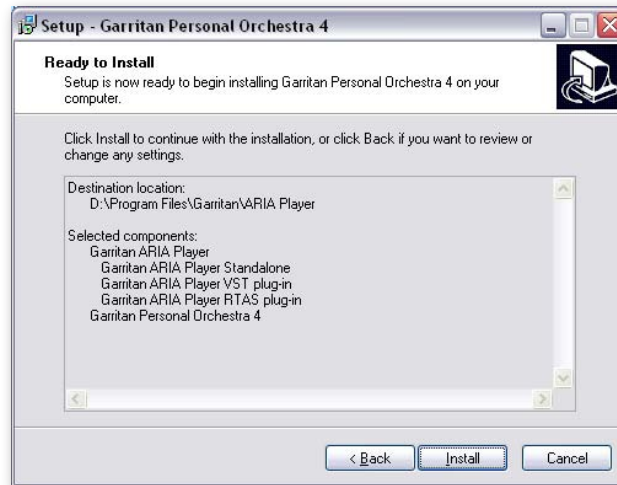 Setup - Garritan Personal Orchestra 4
Ready to Install
Setup is now ready to begin installing Garritan Personal Orchestra 4 on your
computer.
Click Install to continue with the installation, or click Back if you want to review or
change any settings.
Destination location:
D:\Program Files\Garritan\ARIA Player
Selected components:
Garritan ARIA Player
Garritan ARIA Player Standalone
Garritan ARIA Player VST plug-in
Garritan ARIA Player RTAS plug-in
Garritan Personal Orchestra 4
< Back Install Cancel